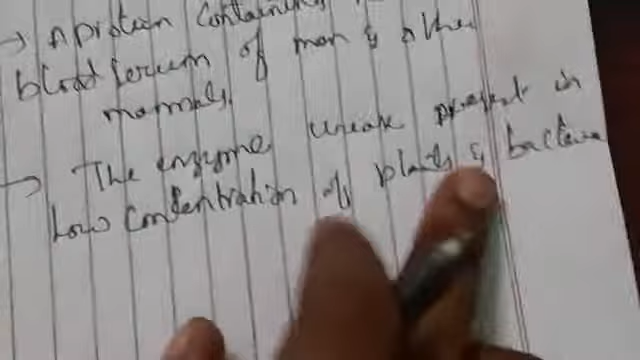 → A protein containing
blood serum of man & other
mammals.
→ The enzyme urease present in
low concentration of plants & bacteria